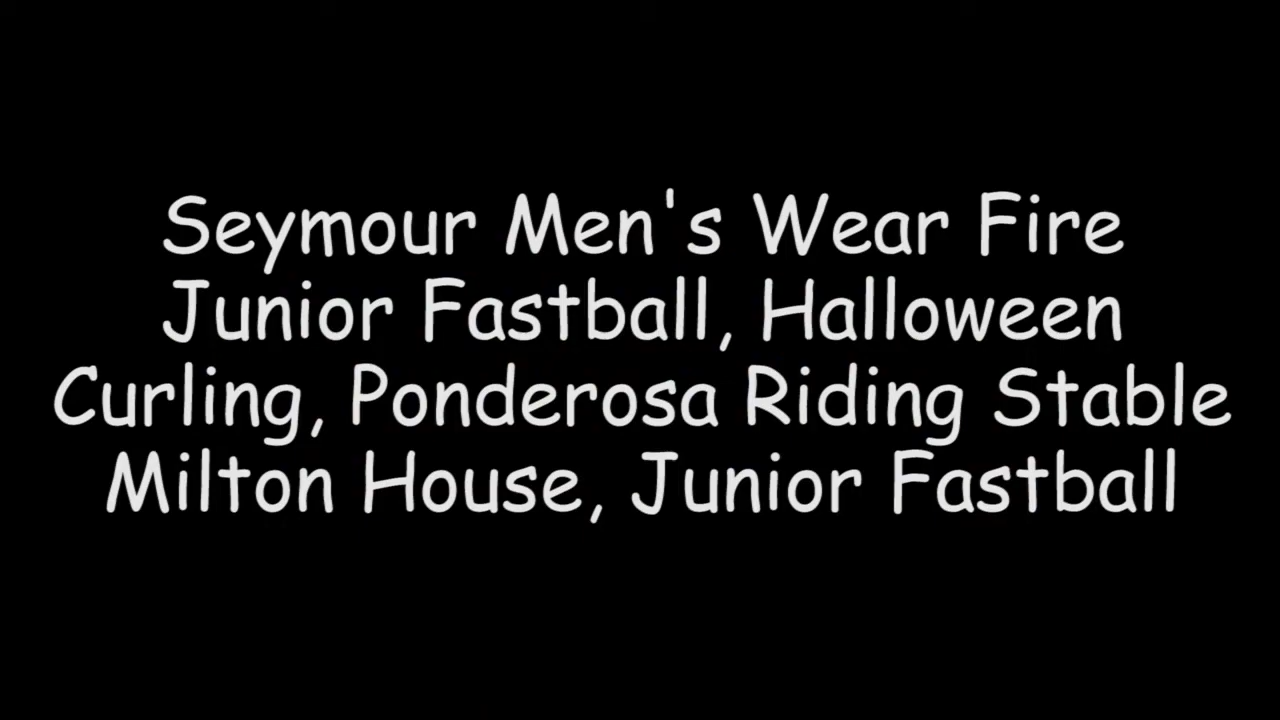 Seymour Men's Wear Fire
Junior Fastball, Halloween
Curling, Ponderosa Riding Stable
Milton House, Junior Fastball